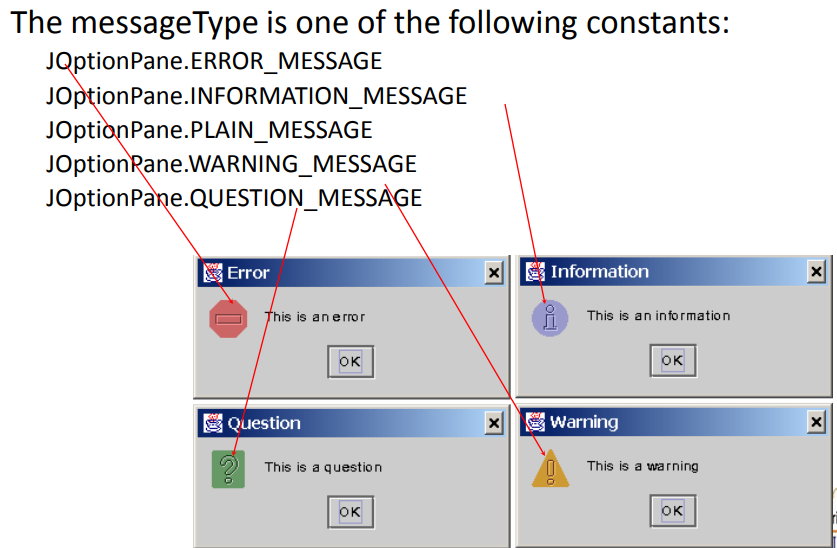 The messageType is one of the following constants:
JOptionPane.ERROR_MESSAGE
JOptionPane.INFORMATION_MESSAGE
JOptionPane.PLAIN_MESSAGE
JOptionPane.WARNING_MESSAGE
JOptionPane.QUESTION_MESSAGE
Error
This is an error
OK
Information
This is an information
OK
Question
This is a question
OK
Warning
This is a warning
OK